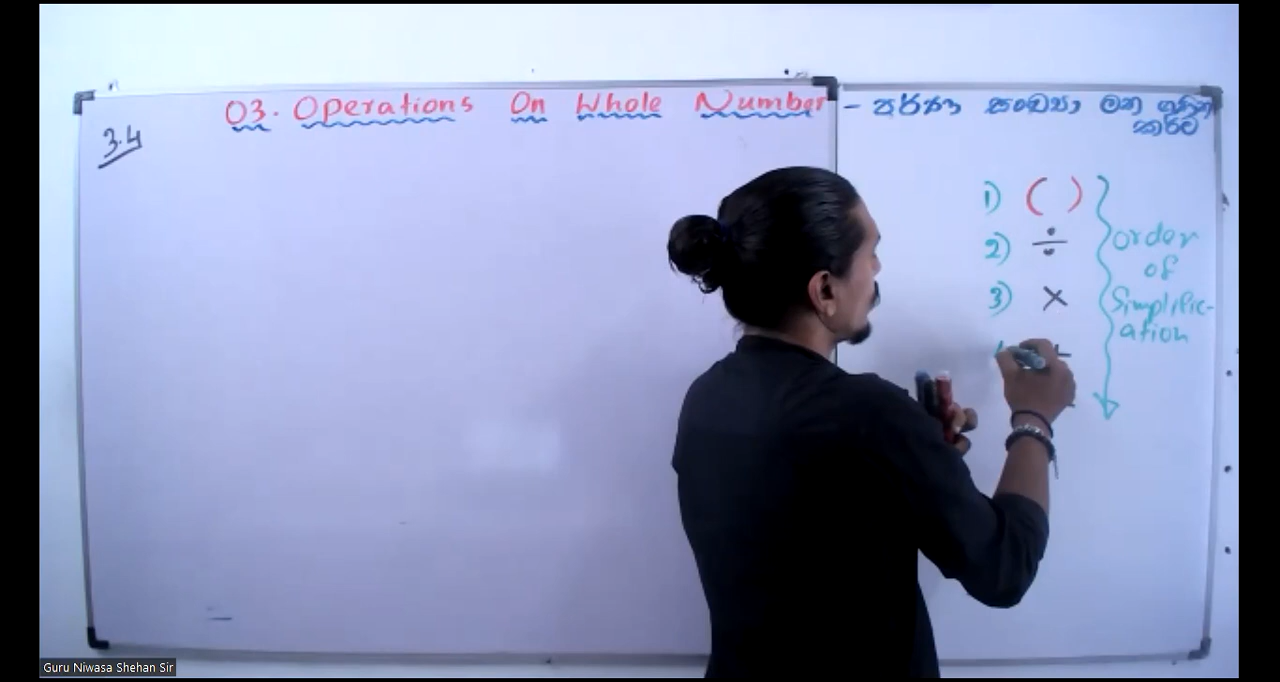 03. Operations On Whole Number - පූර්ණ සංඛ්‍යා මත ගණිත
කර්ම
3.4
1) ( )
2) ÷
3) ×
+
Order
of
Simplific-
ation
Guru Niwasa Shehan Sir